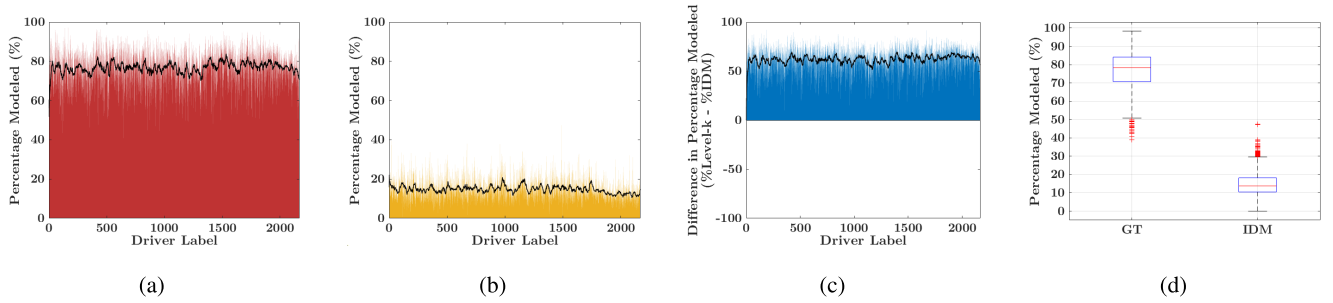 Percentage Modeled (%)
100
80
60
40
20
0
0 500 1000 1500 2000
Driver Label
(a)
Percentage Modeled (%)
100
80
60
40
20
0
0 500 1000 1500 2000
Driver Label
(b)
Difference in Percentage Modeled
(%Level-k - %IDM)
100
50
0
-50
-100
0 500 1000 1500 2000
Driver Label
(c)
Percentage Modeled (%)
100
90
80
70
60
50
40
30
20
10
0
GT IDM
(d)